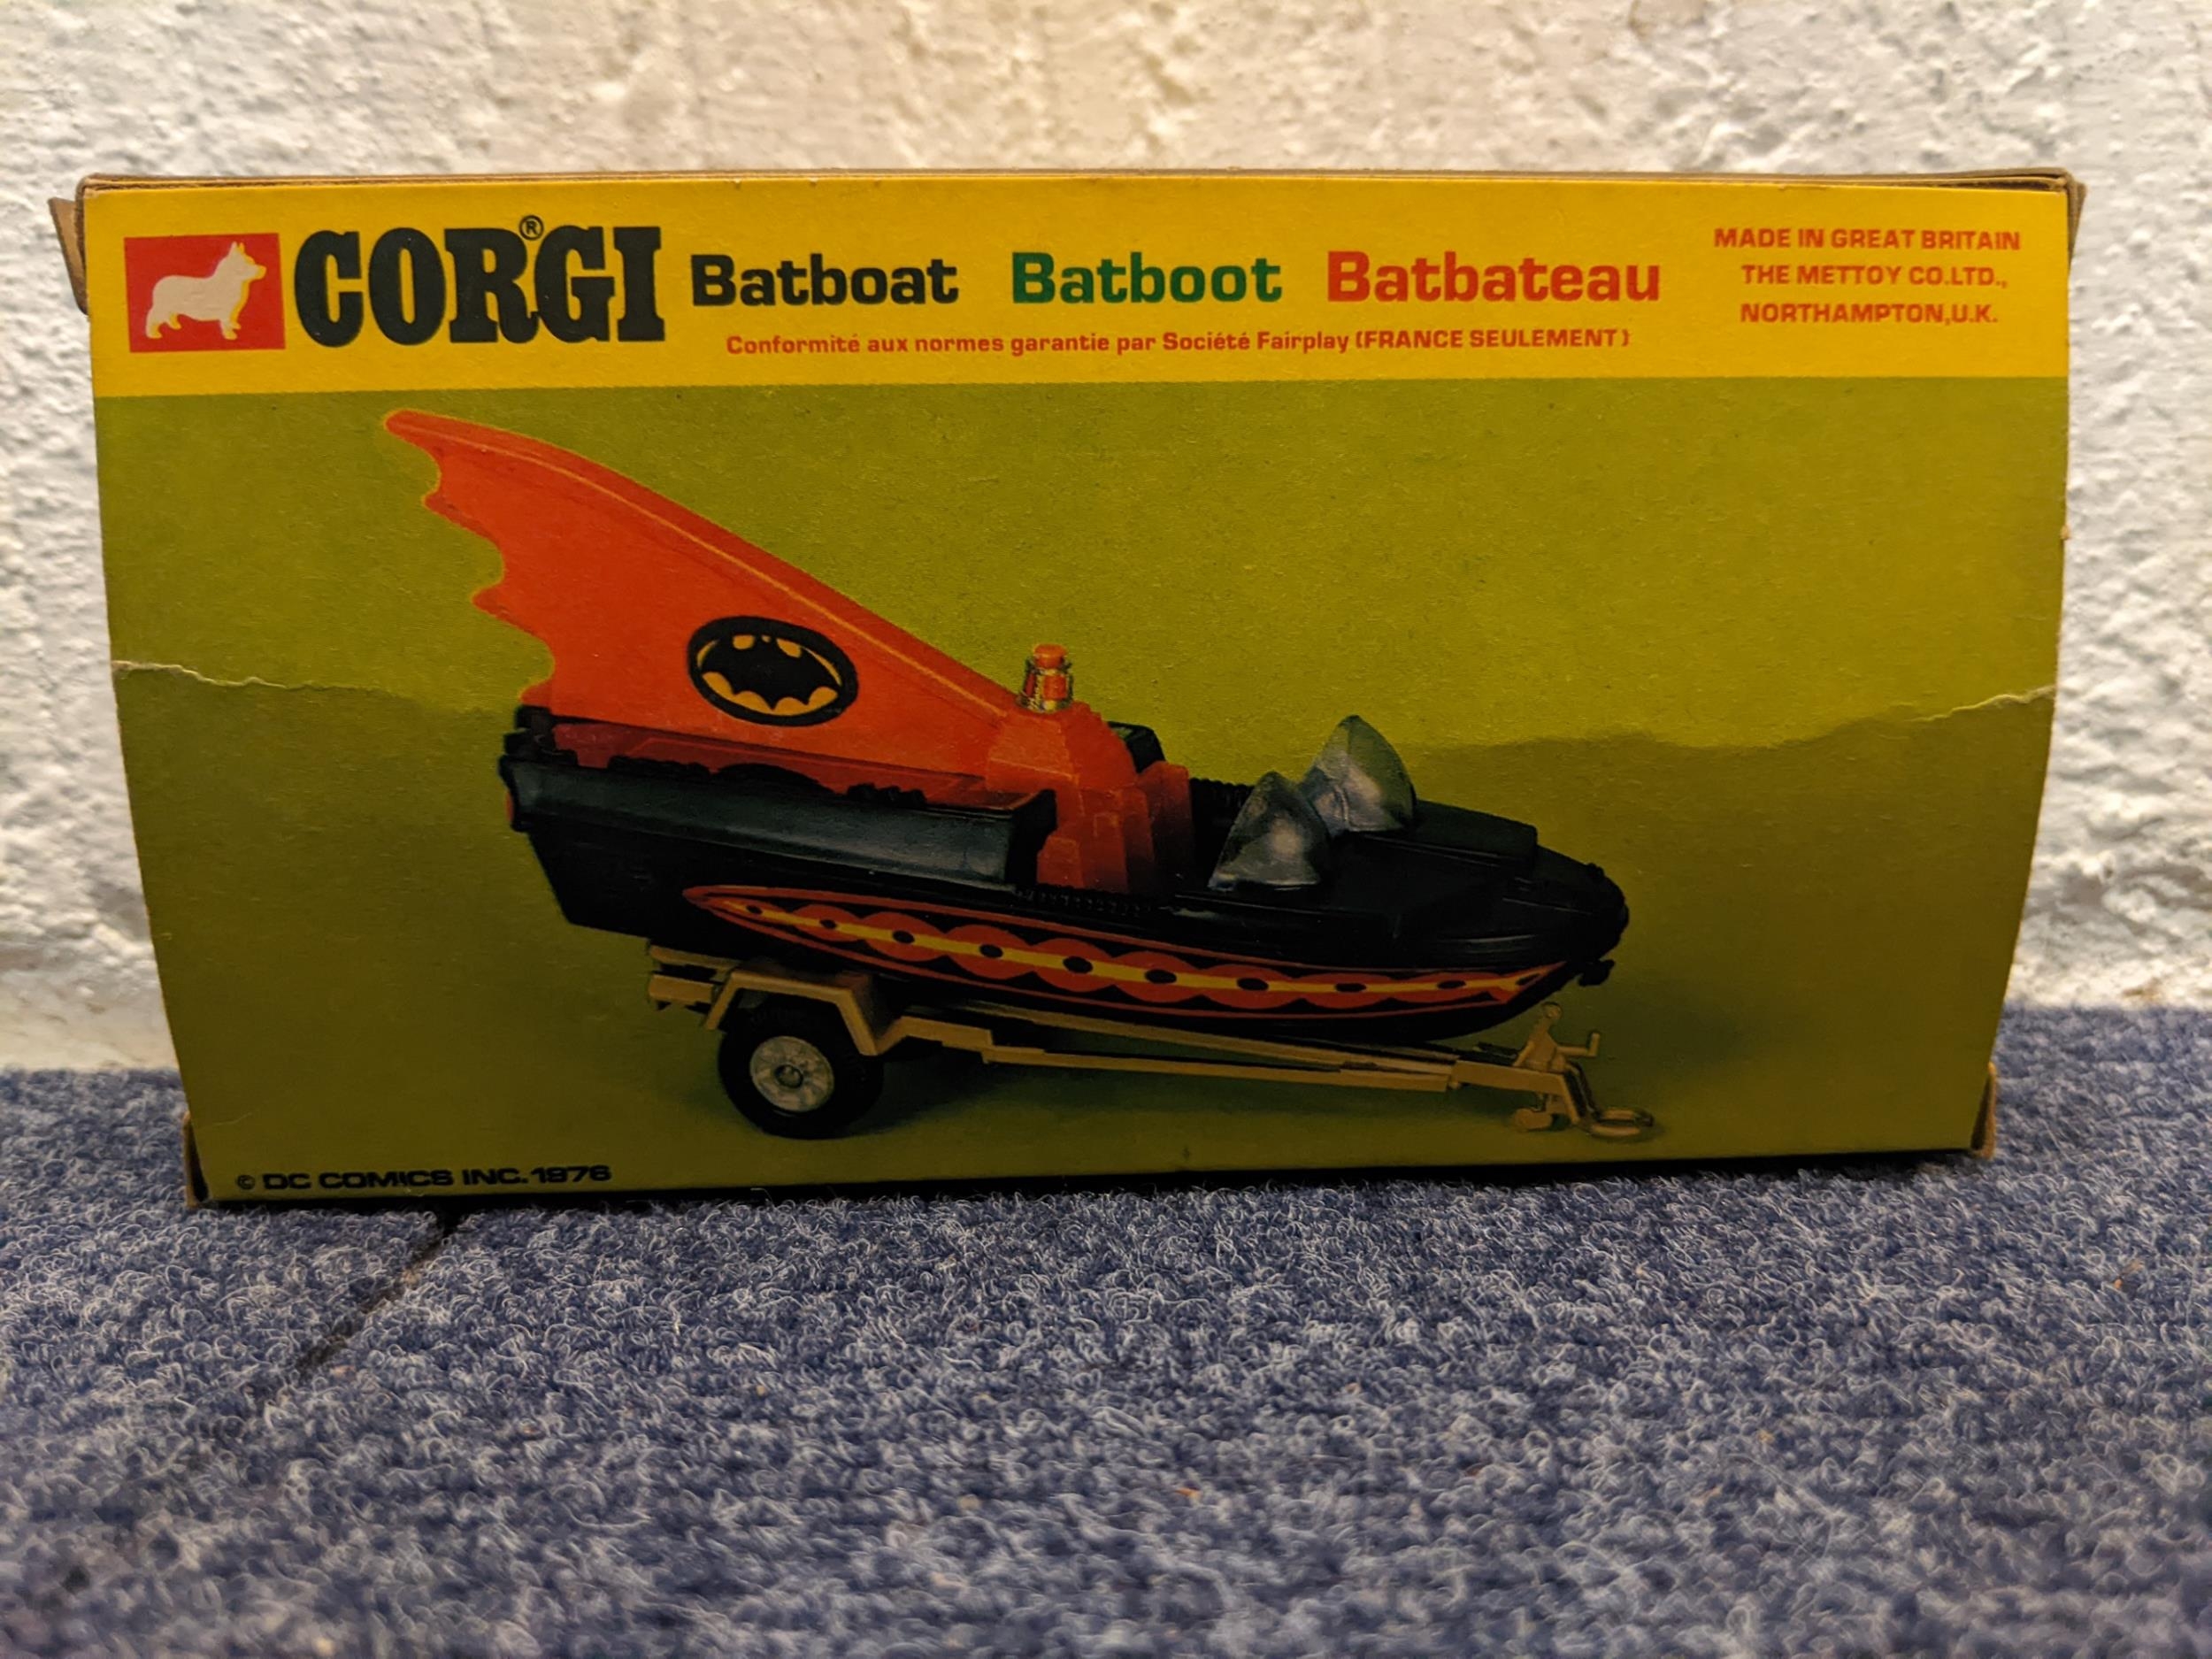 CORGI®
Batboat Batboot Batbateau
Conformité aux normes garantie par Société Fairplay (FRANCE SEULEMENT)
MADE IN GREAT BRITAIN
THE METTOY CO.LTD.,
NORTHAMPTON,U.K.
© DC COMICS INC.1976